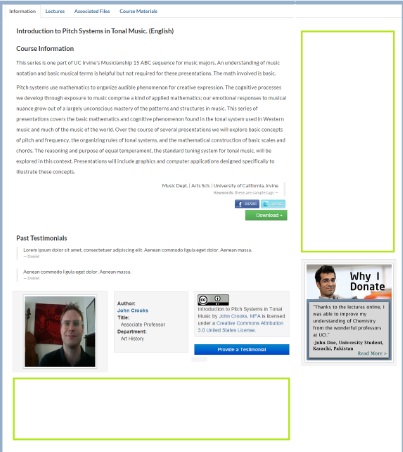 Information Lectures Associated Files Course Materials
Introduction to Pitch Systems in Tonal Music. (English)
Course Information
This series is one part of UC Irvine's Musicianship 15 ABC sequence for music majors. An understanding of music
notation and basic musical terms is helpful but not required for these presentations. The math involved is basic.
Pitch systems use mathematics to organize audible phenomenon for creative expression. The cognitive processes
we develop through exposure to music comprise a kind of applied mathematics; our emotional responses to musical
nuance grow out of a largely unconscious mastery of the patterns and structures in music. This series of
presentations covers the basic mathematics and cognitive phenomenon found in the tonal system used in Western
music and much of the music of the world. Over the course of several presentations we will explore basic concepts
of pitch and frequency, the organizing rules of tonal systems, and the mathematical construction of basic scales and
chords. The reasoning and purpose of equal temperament, the standard tuning system for tonal music, will be
explored in this context. Presentations will include graphics and computer applications designed specifically to
illustrate these concepts.
Music Dept. | Arts Sch. | University of California, Irvine
Download »
Past Testimonials
Lorem ipsum dolor sit amet, consectetuer adipiscing elit. Aenean commodo ligula eget dolor. Aenean massa.
Aenean commodo ligula eget dolor. Aenean massa.
Author:
John Crooks
Title:
Associate Professor
Department:
Art History
Introduction to Pitch Systems in Tonal
Music by John Crooks, MFA is licensed
under a Creative Commons Attribution
3.0 United States License.
Provide a Testimonial
Why I
Donate
"Thanks to the lectures online, I
was able to improve my
understanding of Chemistry
from the wonderful professors
at UCI."
-John Doe, University Student,
Karachi, Pakistan
Read More »